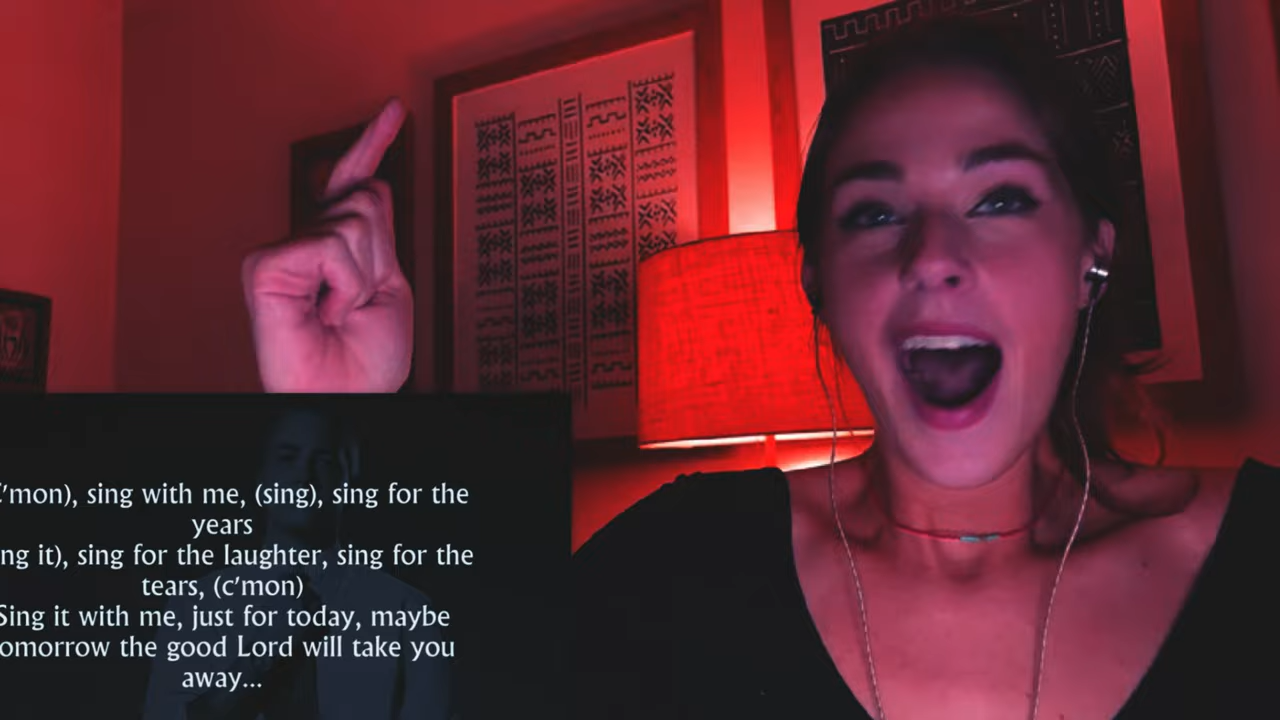 C'mon), sing with me, (sing), sing for the
years
ng it), sing for the laughter, sing for the
tears, (c'mon)
Sing it with me, just for today, maybe
omorrow the good Lord will take you
away...